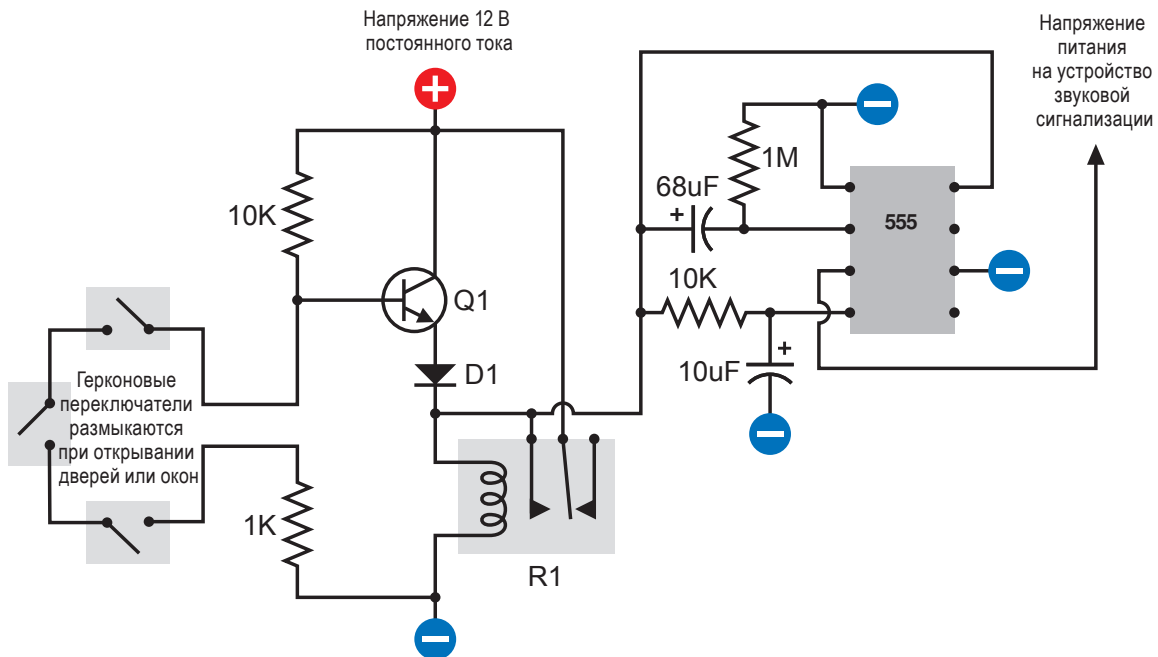 Напряжение 12 В
постоянного тока
Напряжение
питания
на устройство
звуковой
сигнализации
+
1M
68uF
+
555
10K
10K
Q1
+
10uF
D1
Герконовые
переключатели
размыкаются
при открывании
дверей или окон
1K
R1